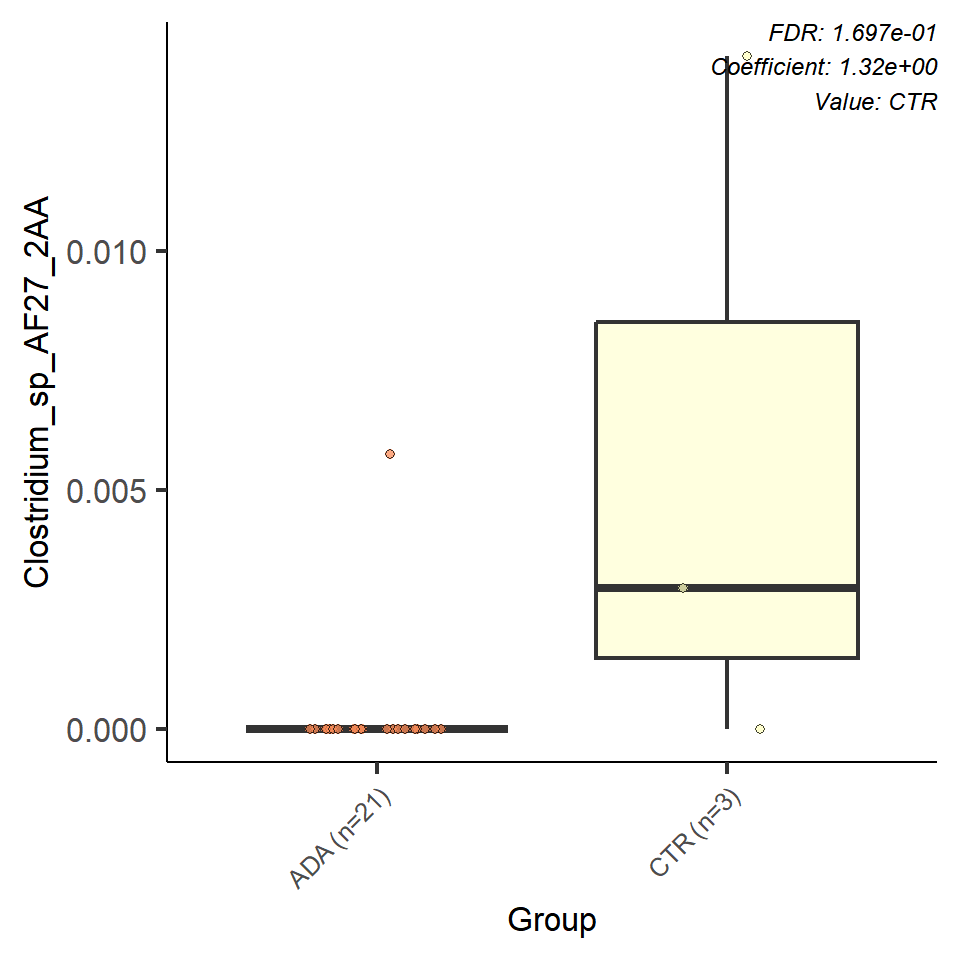 FDR: 1.697e-01
Coefficient: 1.32e+00
Value: CTR
Clostridium_sp_AF27_2AA
0.010
0.005
0.000
ADA (n=21)
CTR (n=3)
Group